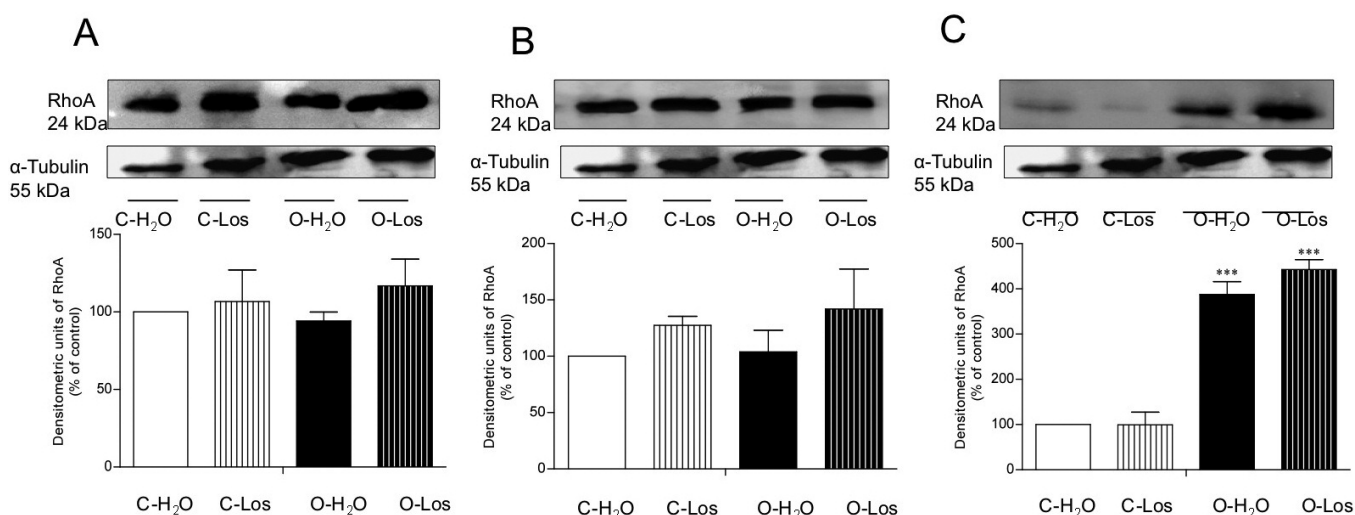 A
RhoA
24 kDa
α-Tubulin
55 kDa
C-H₂O C-Los O-H₂O O-Los
Densitometric units of RhoA
(% of control)
150
100
50
0
C-H₂O C-Los O-H₂O O-Los
B
RhoA
24 kDa
α-Tubulin
55 kDa
C-H₂O C-Los O-H₂O O-Los
Densitometric units of RhoA
(% of control)
200
150
100
50
0
C-H₂O C-Los O-H₂O O-Los
C
RhoA
24 kDa
α-Tubulin
55 kDa
C-H₂O C-Los O-H₂O O-Los
Densitometric units of RhoA
(% of control)
500
400
300
200
100
0
***
***
C-H₂O C-Los O-H₂O O-Los